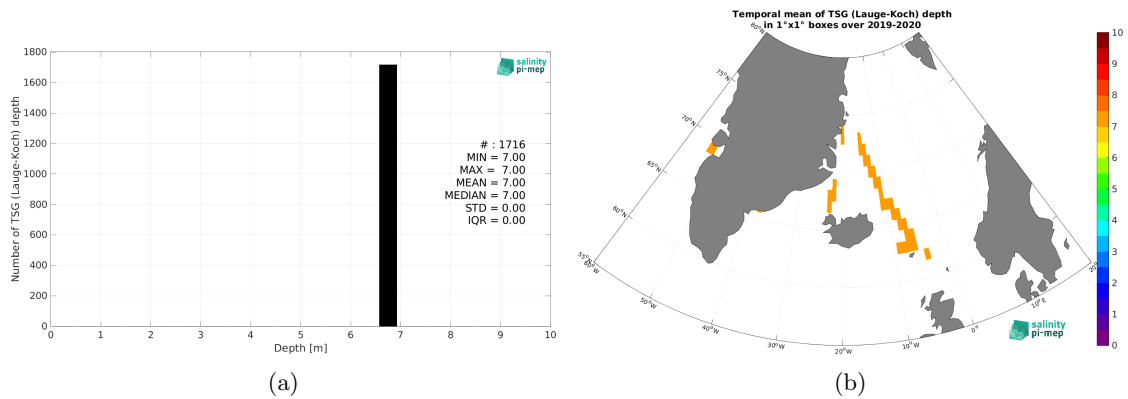 1800
1600
1400
1200
1000
800
600
400
200
0
Number of TSG (Lauge-Koch) depth
salinity
pi-mep
# : 1716
MIN = 7.00
MAX = 7.00
MEAN = 7.00
MEDIAN = 7.00
STD = 0.00
IQR = 0.00
0 1 2 3 4 5 6 7 8 9 10
Depth [m]
(a)
Temporal mean of TSG (Lauge-Koch) depth
in 1°x1° boxes over 2019-2020
80°N
75°N
70°N
65°N
60°N
55°N
60°W
50°W
40°W
30°W
20°W
10°W
0°
10°E
salinity
pi-mep
10
9
8
7
6
5
4
3
2
1
0
(b)